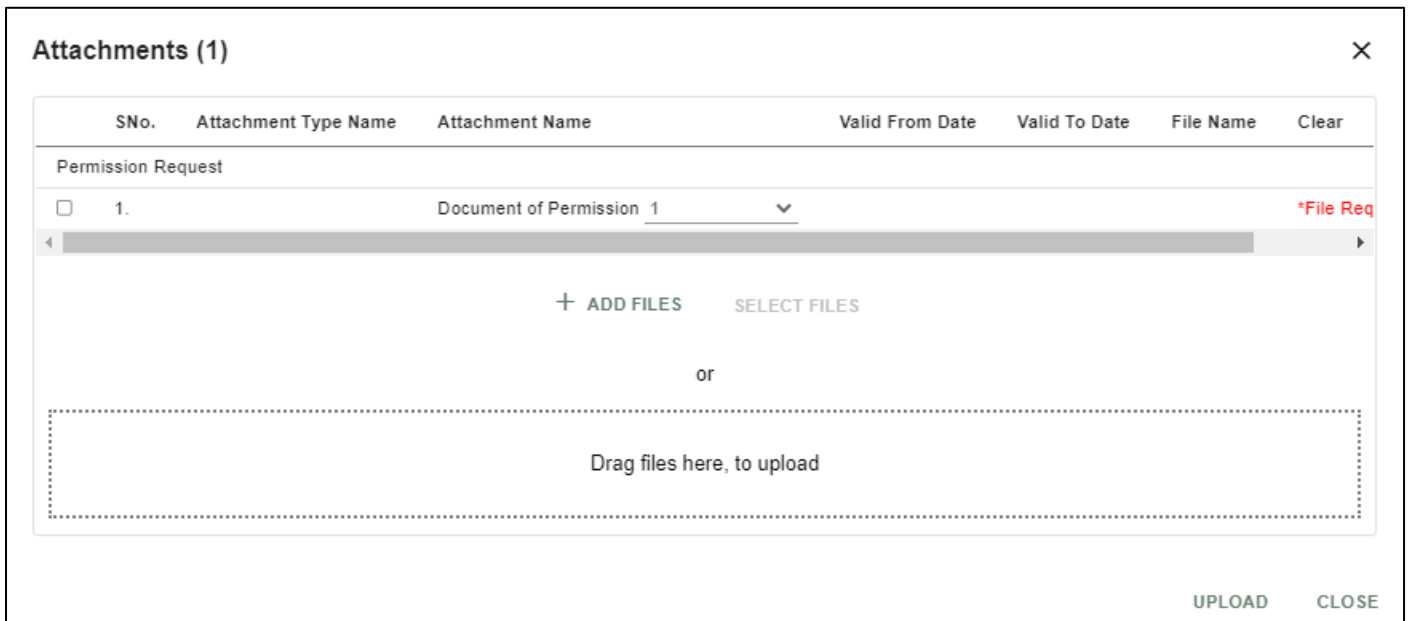 Attachments (1)
SNo. Attachment Type Name Attachment Name Valid From Date Valid To Date File Name Clear
Permission Request
1. Document of Permission 1 *File Req
+ ADD FILES SELECT FILES
or
Drag files here, to upload
UPLOAD CLOSE